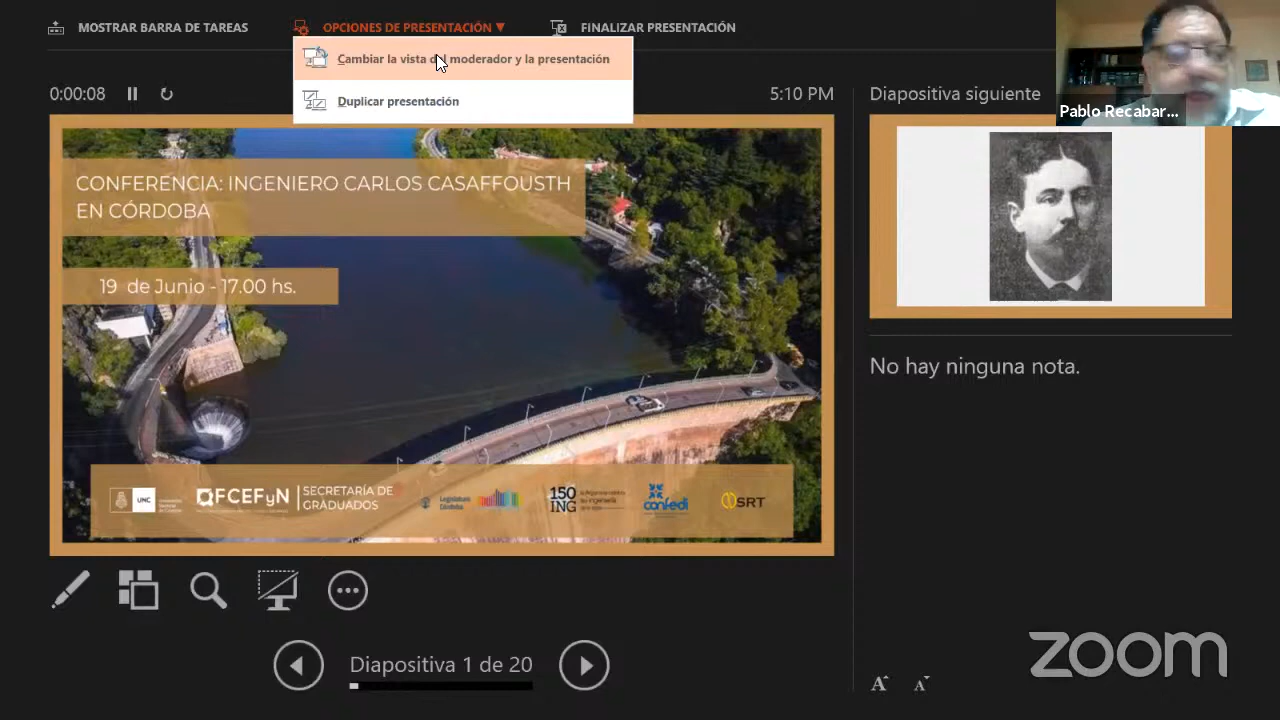 MOSTRAR BARRA DE TAREAS
OPCIONES DE PRESENTACIÓN ▼
FINALIZAR PRESENTACIÓN
Cambiar la vista del moderador y la presentación
Duplicar presentación
0:00:08
5:10 PM
Diapositiva siguiente
Pablo Recabar...
CONFERENCIA: INGENIERO CARLOS CASAFFOUSTH
EN CÓRDOBA
19 de Junio - 17.00 hs.
UNC
FCEFyN
SECRETARÍA DE
GRADUADOS
Legislatura
Córdoba
150
ING
confedi
SRT
No hay ninguna nota.
Diapositiva 1 de 20
A A
zoom